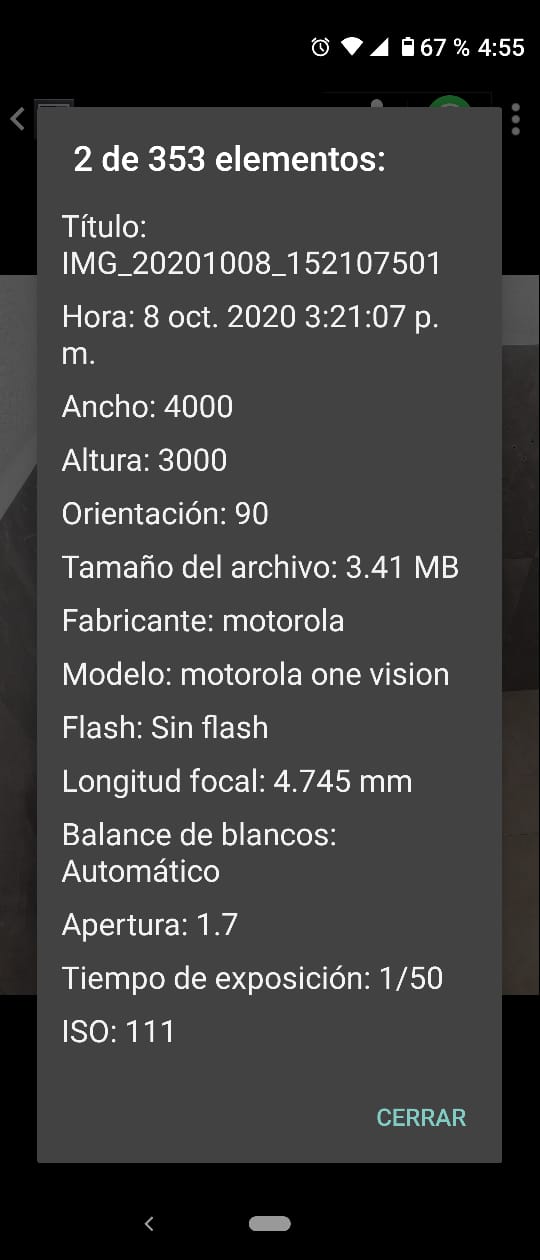 67 % 4:55
2 de 353 elementos:
Título:
IMG_20201008_152107501
Hora: 8 oct. 2020 3:21:07 p.
m.
Ancho: 4000
Altura: 3000
Orientación: 90
Tamaño del archivo: 3.41 MB
Fabricante: motorola
Modelo: motorola one vision
Flash: Sin flash
Longitud focal: 4.745 mm
Balance de blancos:
Automático
Apertura: 1.7
Tiempo de exposición: 1/50
ISO: 111
CERRAR